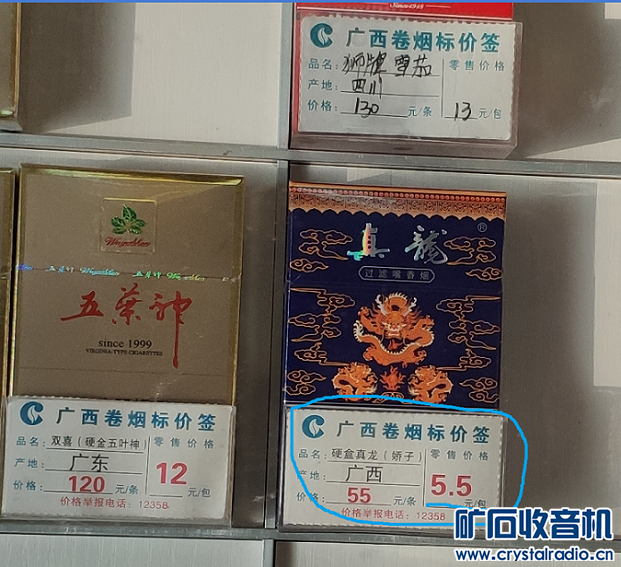 Since1949
广西卷烟标价签
品名: 狮牌 雪茄 零售价格
产地: 四川
价格: 130 元/条 13 元/包
Wuyeshen
五葉神
since 1999
VIRGINIA TYPE CIGARETTES
广西卷烟标价签
品名: 双喜(硬金五叶神) 零售价格
产地: 广东
价格: 120 元/条 12 元/包
价格举报电话: 12358
真龍®
过滤嘴香烟
广西卷烟标价签
品名: 硬盒真龙(娇子) 零售价格
产地: 广西
价格: 55 元/条 5.5 元/包
价格举报电话: 12358
矿石收音机
www.crystalradio.cn